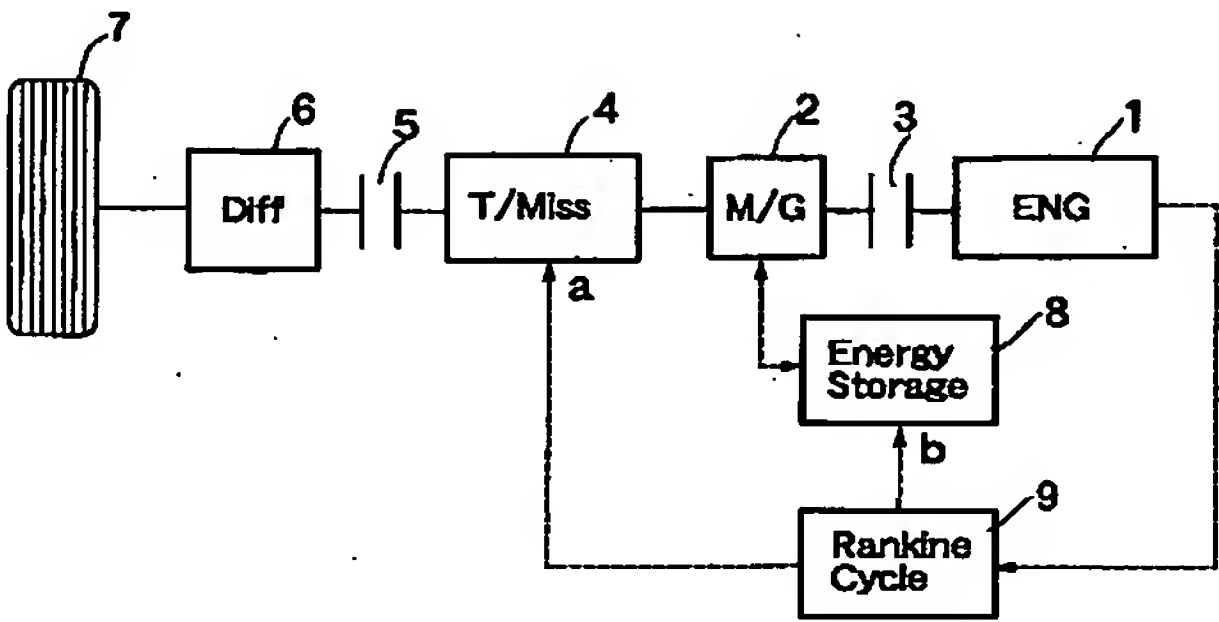 7
6
5
4
2
3
1
Diff
T/Miss
M/G
ENG
a
8
Energy
Storage
b
9
Rankine
Cycle